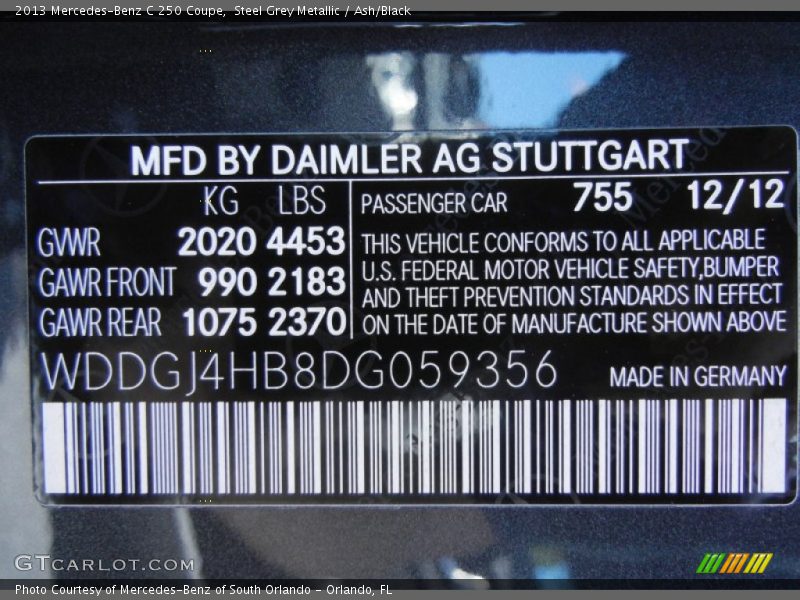 2013 Mercedes-Benz C 250 Coupe,  Steel Grey Metallic / Ash/Black
MFD BY DAIMLER AG STUTTGART
KG LBS
GVWR 2020 4453
GAWR FRONT 990 2183
GAWR REAR 1075 2370
PASSENGER CAR 755 12/12
THIS VEHICLE CONFORMS TO ALL APPLICABLE
U.S. FEDERAL MOTOR VEHICLE SAFETY,BUMPER
AND THEFT PREVENTION STANDARDS IN EFFECT
ON THE DATE OF MANUFACTURE SHOWN ABOVE
WDDGJ4HB8DG059356 MADE IN GERMANY
GTCARLOT.COM
Photo Courtesy of Mercedes-Benz of South Orlando - Orlando, FL